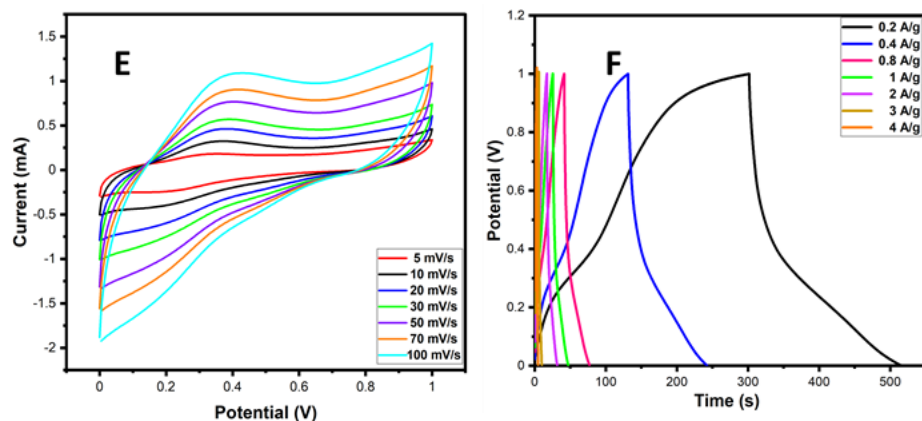 E
1.5
1
0.5
0
-0.5
-1
-1.5
-2
Current (mA)
5 mV/s
10 mV/s
20 mV/s
30 mV/s
50 mV/s
70 mV/s
100 mV/s
0 0.2 0.4 0.6 0.8 1
Potential (V)
F
1.2
1.0
0.8
0.6
0.4
0.2
0
Potential (V)
0.2 A/g
0.4 A/g
0.8 A/g
1 A/g
2 A/g
3 A/g
4 A/g
0 100 200 300 400 500
Time (s)